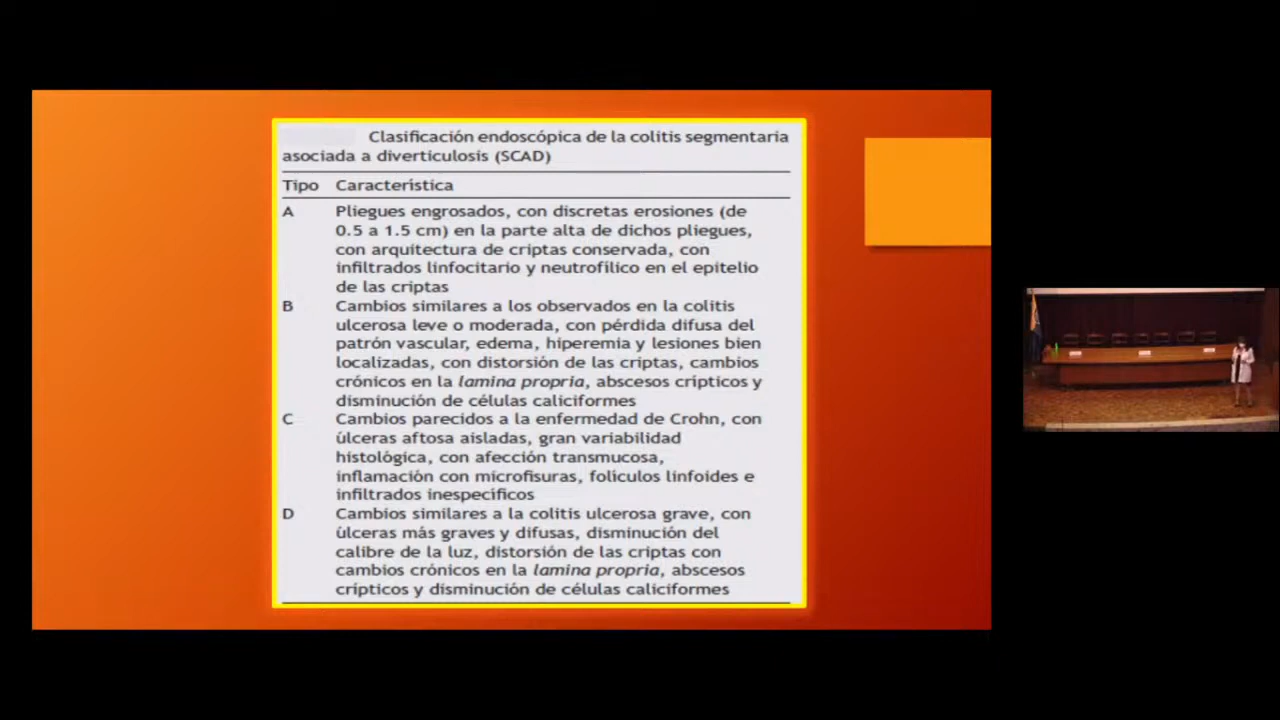 Clasificación endoscópica de la colitis segmentaria
asociada a diverticulosis (SCAD)
Tipo Característica
A Pliegues engrosados, con discretas erosiones (de
0.5 a 1.5 cm) en la parte alta de dichos pliegues,
con arquitectura de criptas conservada, con
infiltrados linfocitario y neutrofílico en el epitelio
de las criptas
B Cambios similares a los observados en la colitis
ulcerosa leve o moderada, con pérdida difusa del
patrón vascular, edema, hiperemia y lesiones bien
localizadas, con distorsión de las criptas, cambios
crónicos en la lamina propria, abscesos crípticos y
disminución de células caliciformes
C Cambios parecidos a la enfermedad de Crohn, con
úlceras aftosa aisladas, gran variabilidad
histológica, con afección transmucosa,
inflamación con microfisuras, folículos linfoides e
infiltrados inespecíficos
D Cambios similares a la colitis ulcerosa grave, con
úlceras más graves y difusas, disminución del
calibre de la luz, distorsión de las criptas con
cambios crónicos en la lamina propria, abscesos
crípticos y disminución de células caliciformes